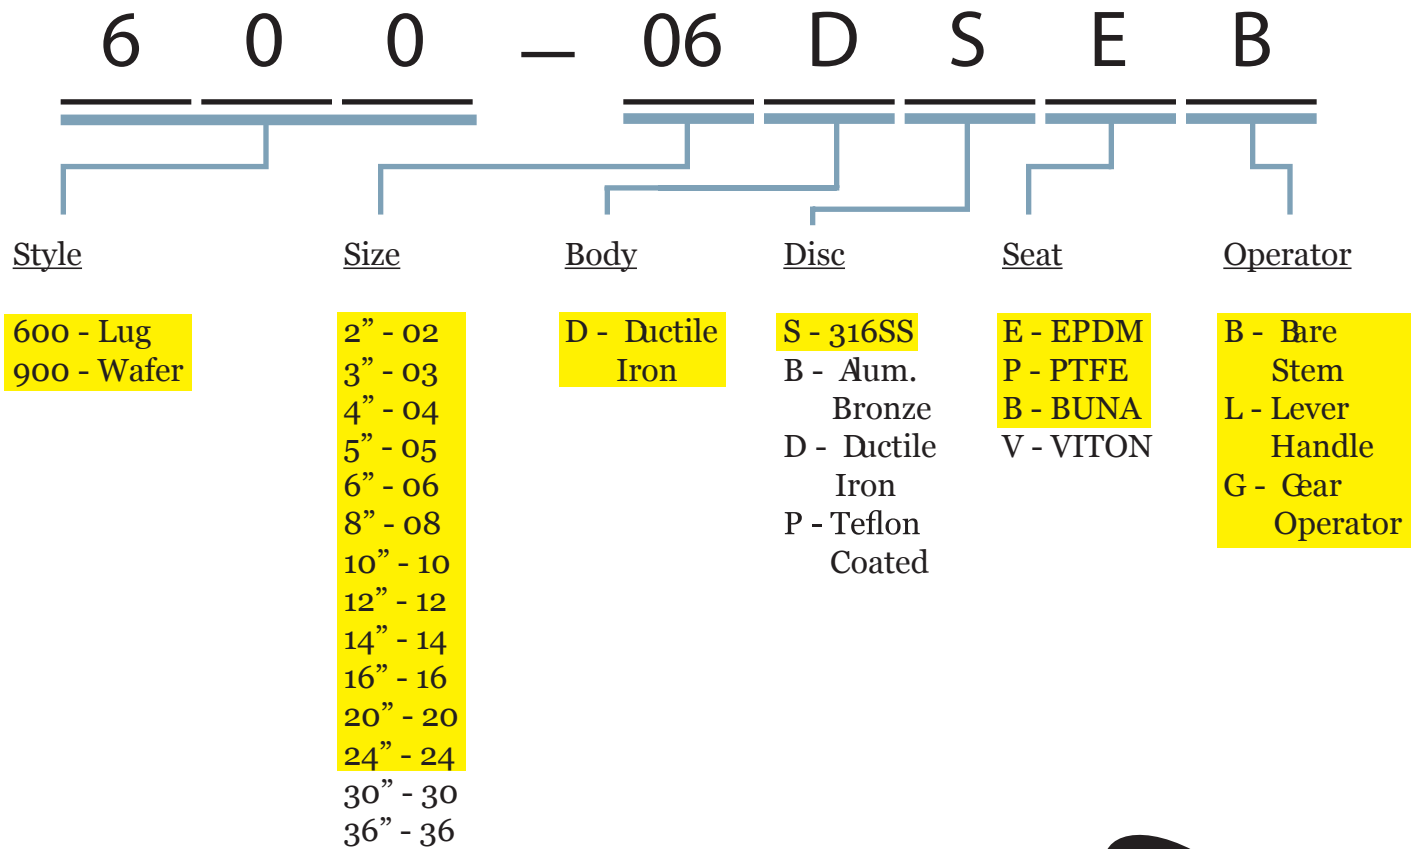 6 0 0 – 06 D S E B
Style
600 - Lug
900 - Wafer
Size
2” - 02
3” - 03
4” - 04
5” - 05
6” - 06
8” - 08
10” - 10
12” - 12
14” - 14
16” - 16
20” - 20
24” - 24
30” - 30
36” - 36
Body
D - Ductile
Iron
Disc
S - 316SS
B - Alum.
Bronze
D - Ductile
Iron
P - Teflon
Coated
Seat
E - EPDM
P - PTFE
B - BUNA
V - VITON
Operator
B - Bare
Stem
L - Lever
Handle
G - Gear
Operator